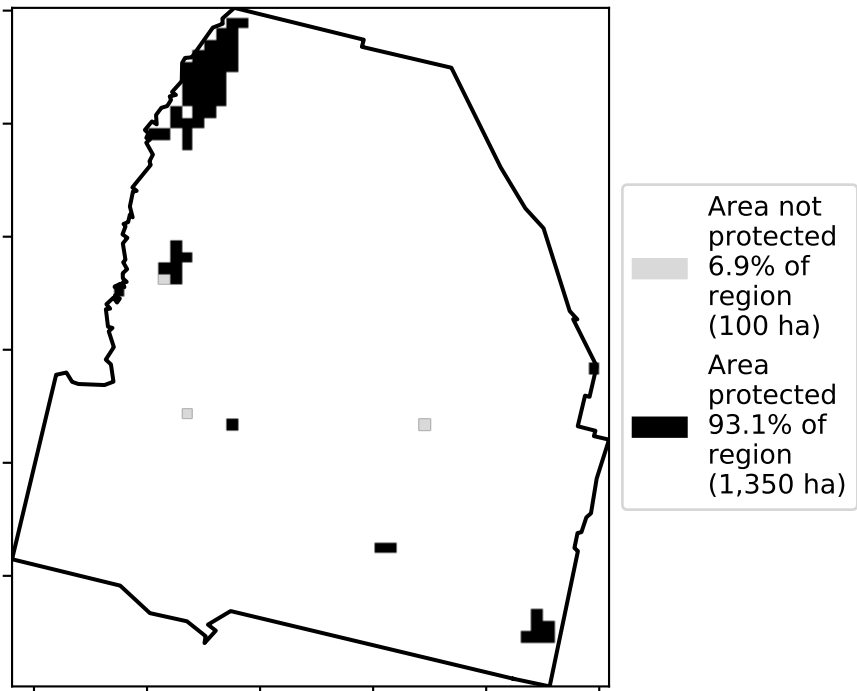 Area not
protected
6.9% of
region
(100 ha)
Area
protected
93.1% of
region
(1,350 ha)